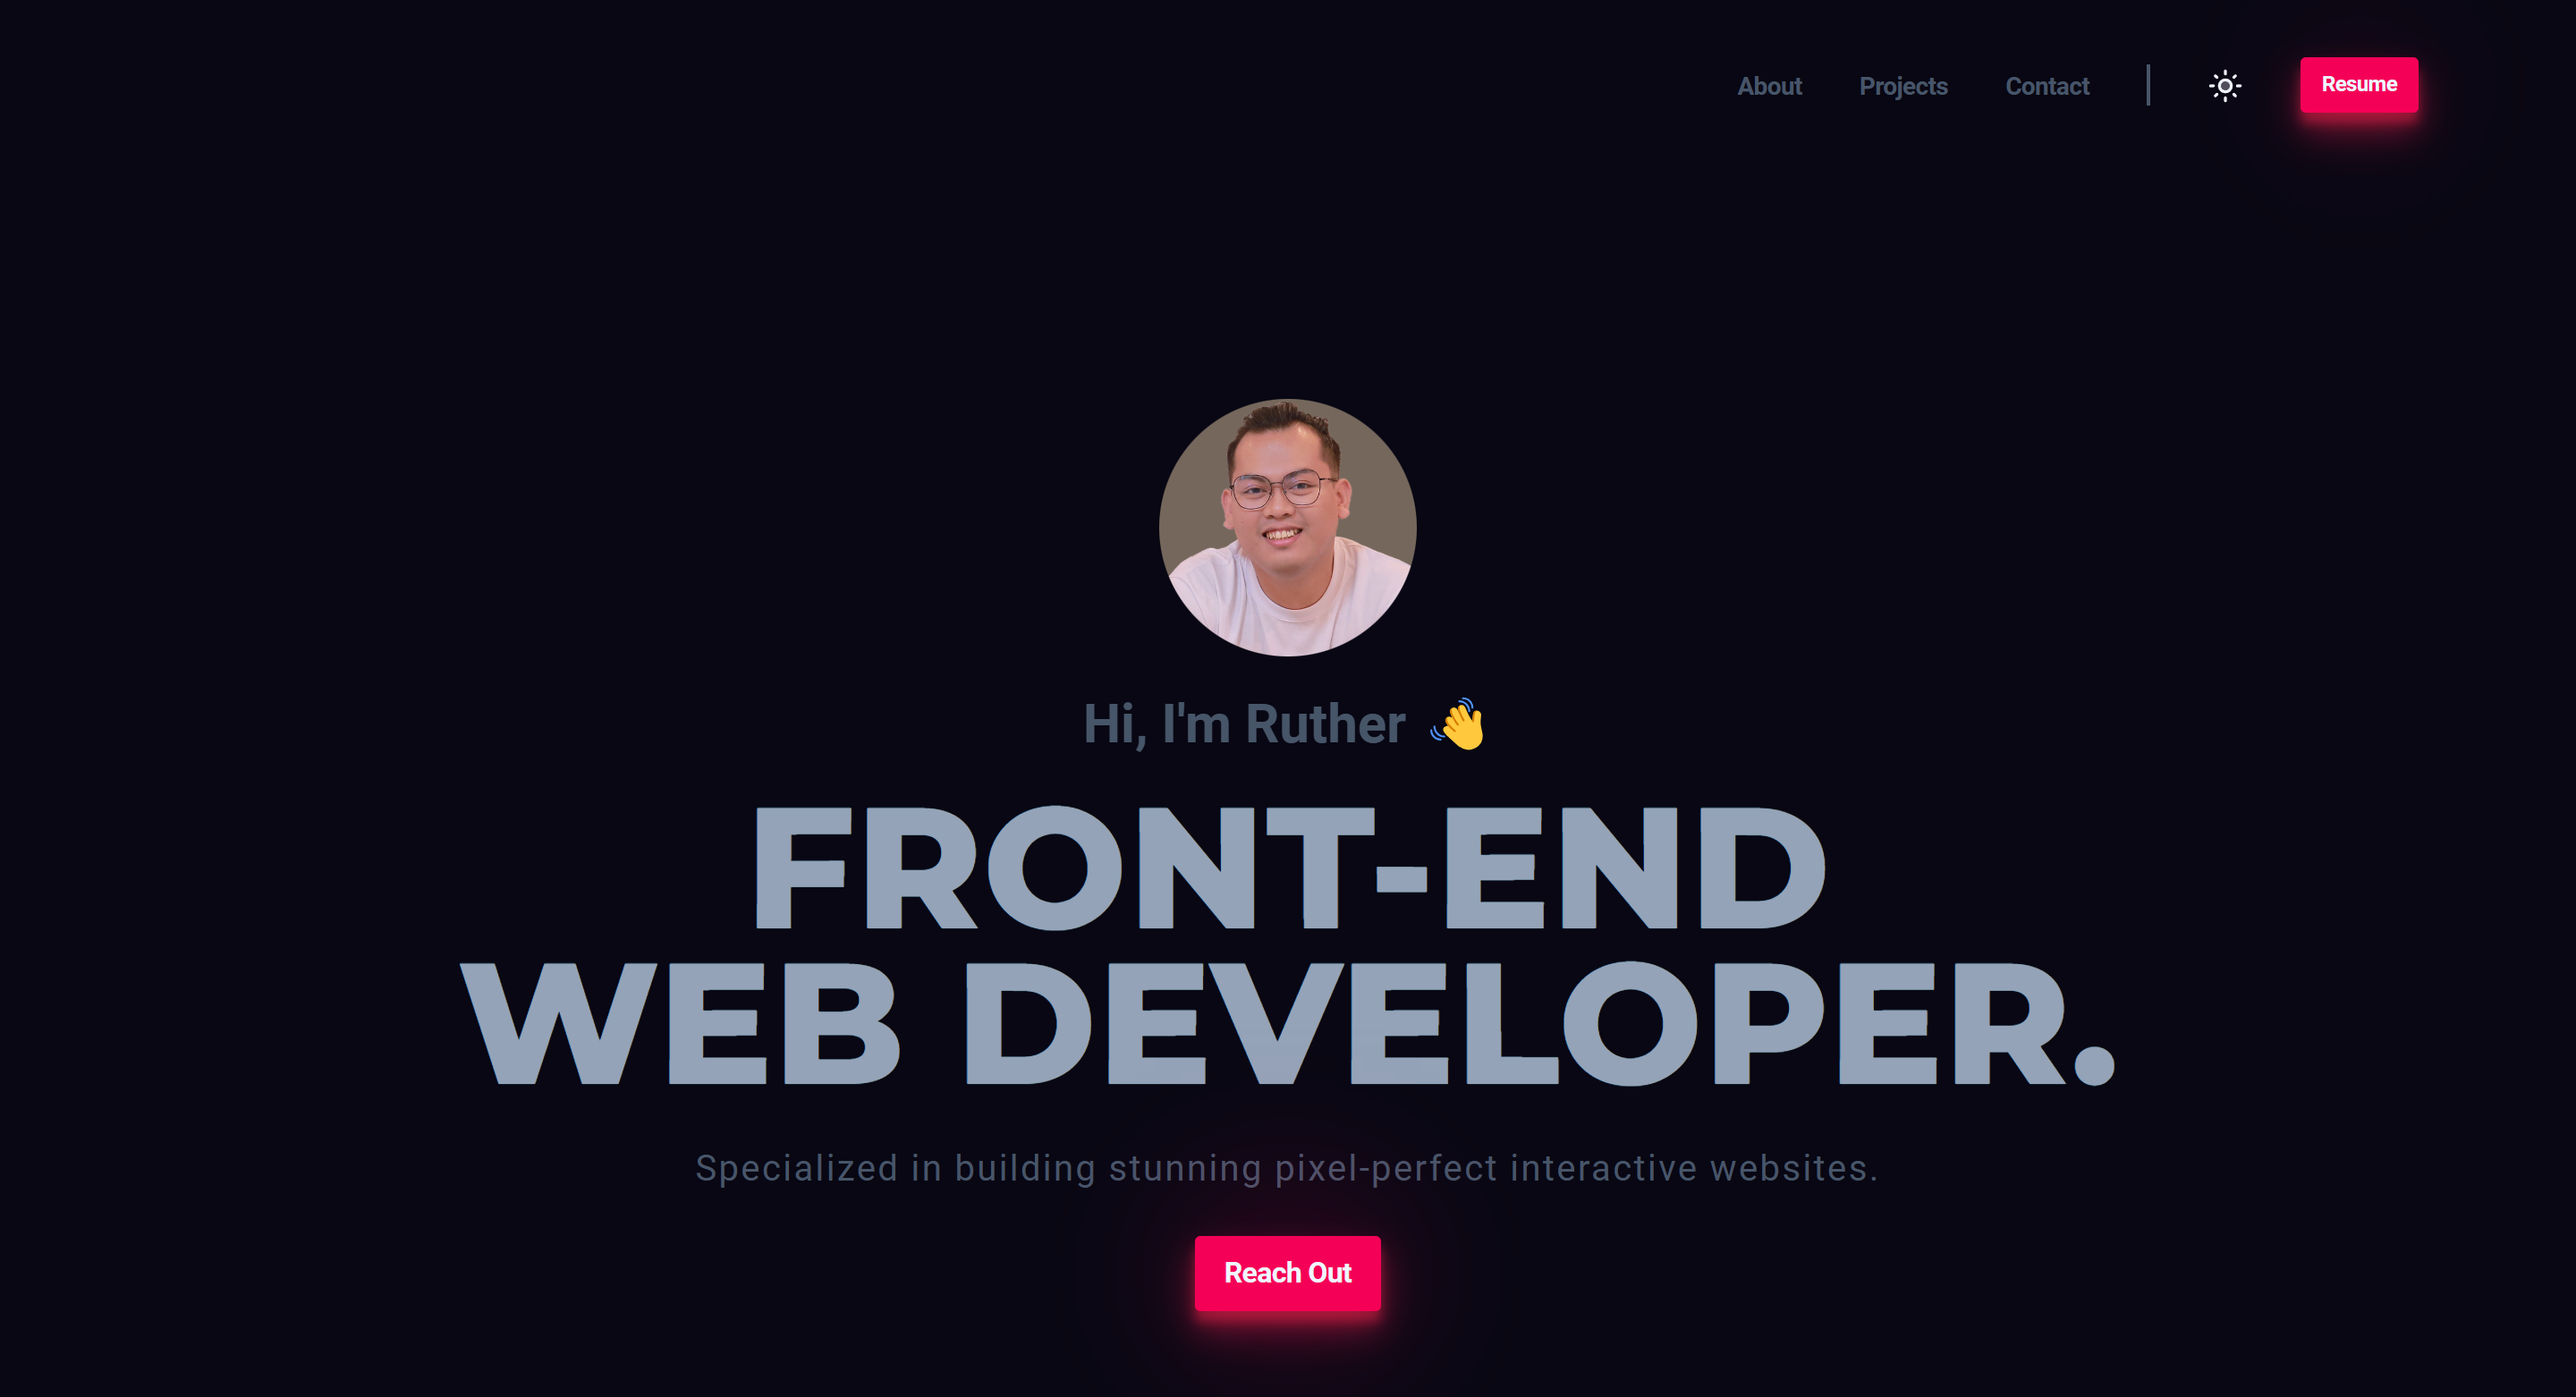 About Projects Contact Resume
Hi, I'm Ruther 👋
FRONT-END
WEB DEVELOPER.
Specialized in building stunning pixel-perfect interactive websites.
Reach Out